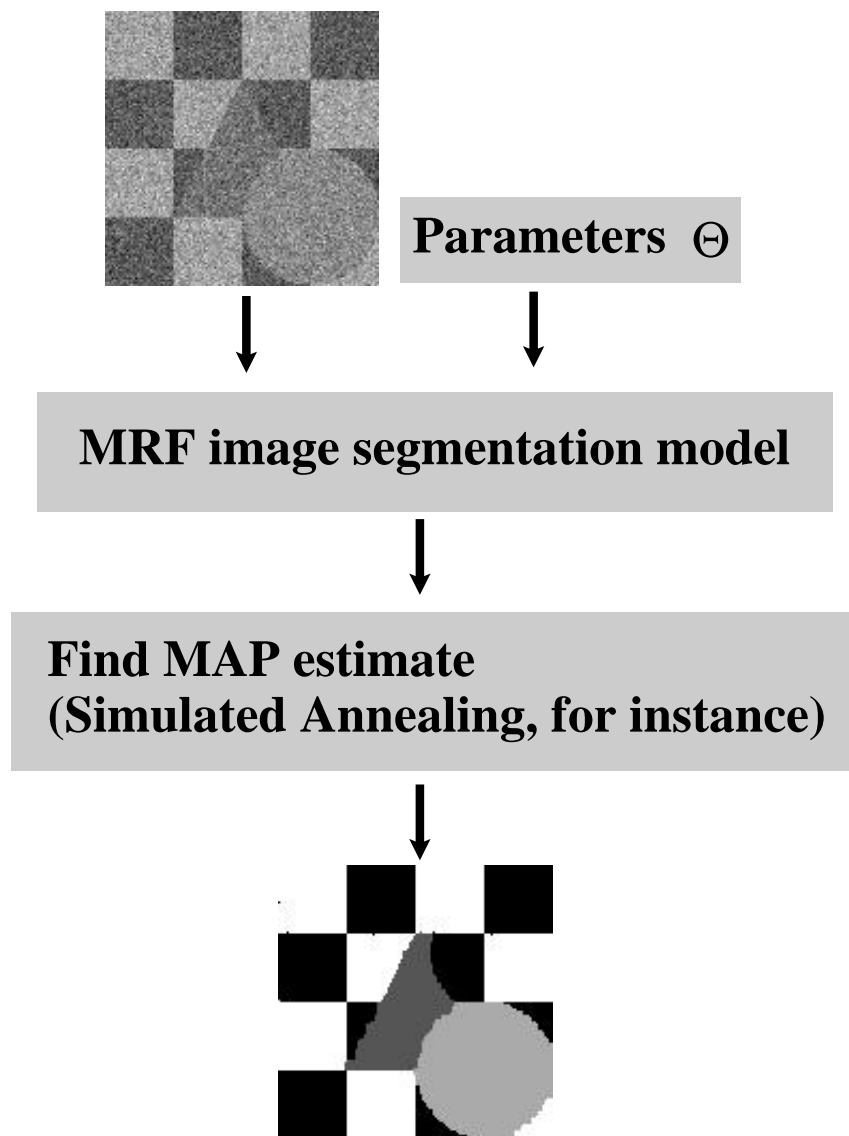 Parameters Θ
MRF image segmentation model
Find MAP estimate
(Simulated Annealing, for instance)